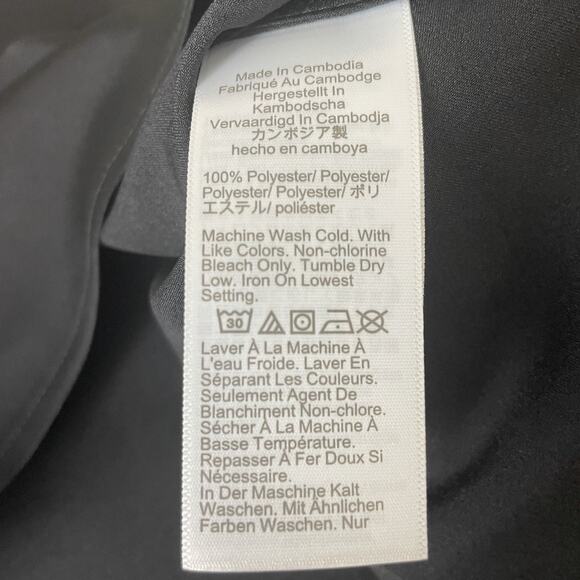 Made In Cambodia
Fabriqué Au Cambodge
Hergestellt In
Kambodscha
Vervaardigd In Cambodja
カンボジア製
hecho en camboya
100% Polyester/ Polyester/
Polyester/ Polyester/ ポリ
エステル/ poliéster
Machine Wash Cold. With
Like Colors. Non-chlorine
Bleach Only. Tumble Dry
Low. Iron On Lowest
Setting.
30
Laver À La Machine À
L'eau Froide. Laver En
Séparant Les Couleurs.
Seulement Agent De
Blanchiment Non-chlore.
Sécher À La Machine À
Basse Température.
Repasser À Fer Doux Si
Nécessaire.
In Der Maschine Kalt
Waschen. Mit Ähnlichen
Farben Waschen. Nur